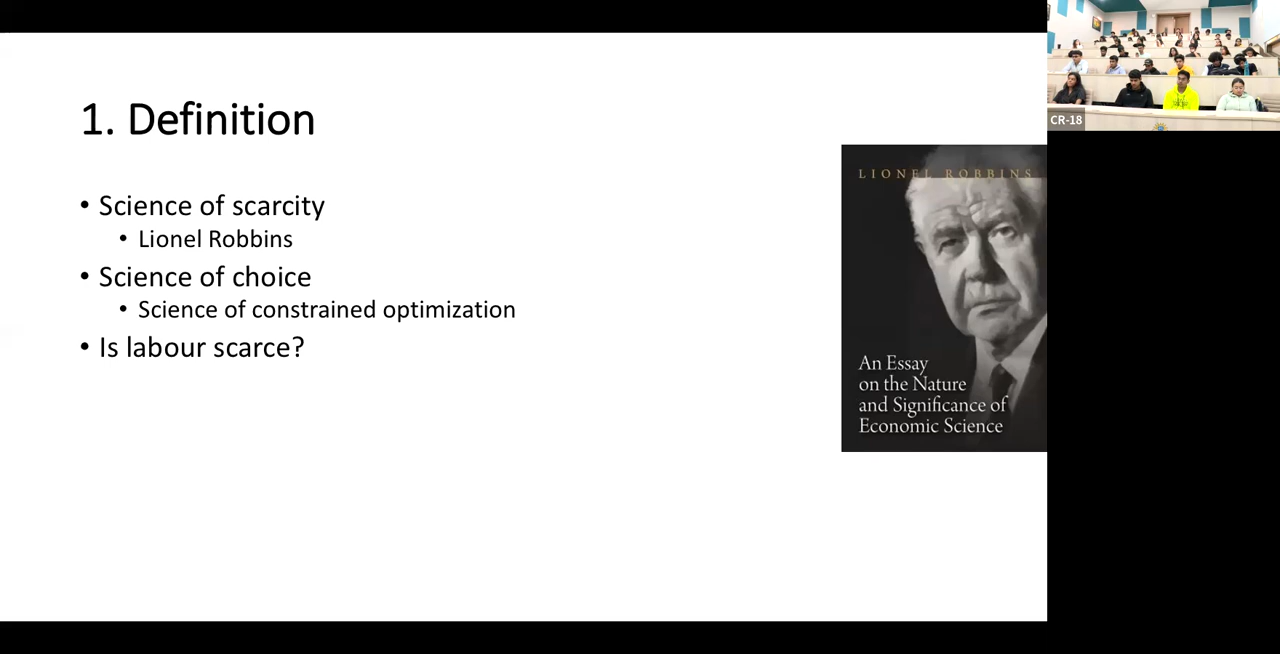 1. Definition
• Science of scarcity
• Lionel Robbins
• Science of choice
• Science of constrained optimization
• Is labour scarce?
LIONEL ROBBINS
An Essay
on the Nature
and Significance of
Economic Science
CR-18